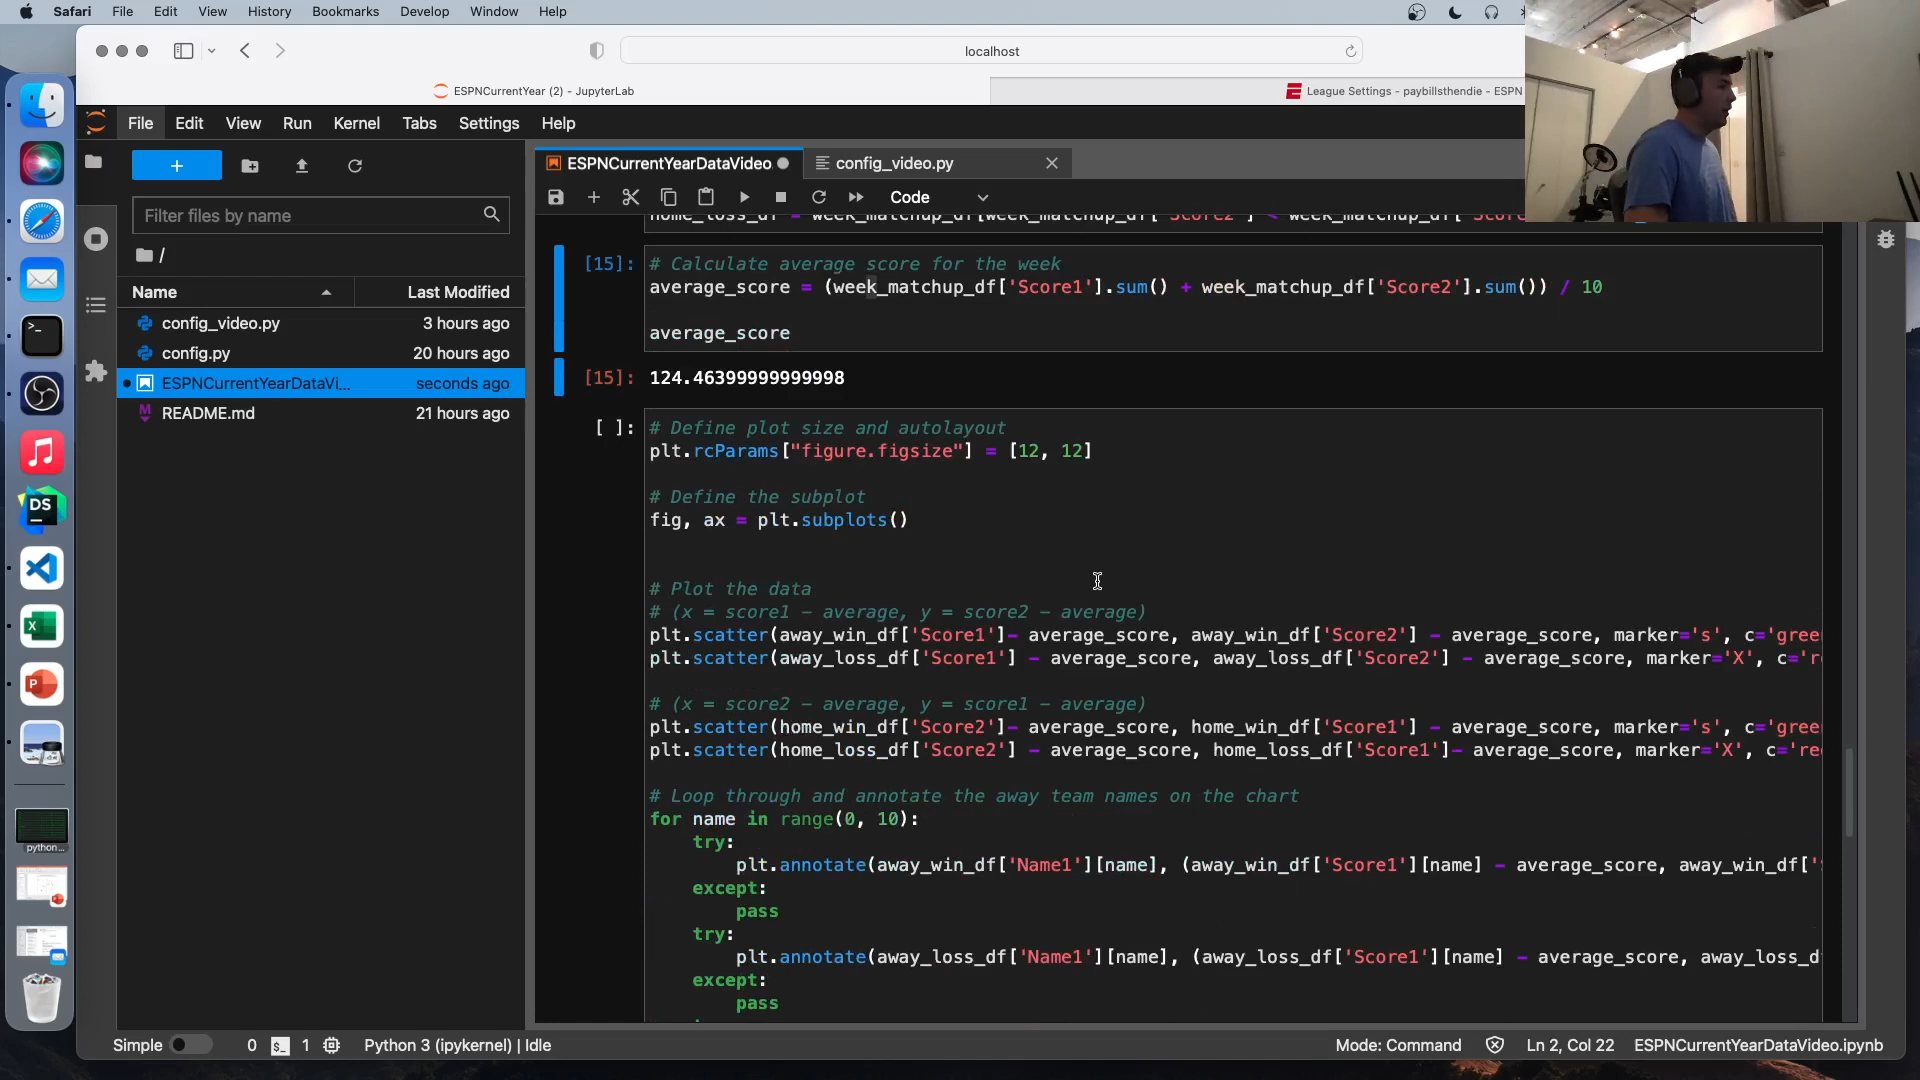 Safari File Edit View History Bookmarks Develop Window Help
localhost
ESPNCurrentYear (2) - JupyterLab
League Settings - paybillsthendie - ESPN
File Edit View Run Kernel Tabs Settings Help
ESPNCurrentYearDataVideo.
config_video.py
Code
Filter files by name
/
Name Last Modified
config_video.py 3 hours ago
config.py 20 hours ago
ESPNCurrentYearDataVi... seconds ago
README.md 21 hours ago
[15]: # Calculate average score for the week
average_score = (week_matchup_df['Score1'].sum() + week_matchup_df['Score2'].sum()) / 10
average_score
[15]: 124.46399999999998
[ ]: # Define plot size and autolayout
plt.rcParams["figure.figsize"] = [12, 12]
# Define the subplot
fig, ax = plt.subplots()
# Plot the data
# (x = score1 - average, y = score2 - average)
plt.scatter(away_win_df['Score1']- average_score, away_win_df['Score2'] - average_score, marker='s', c='gree
plt.scatter(away_loss_df['Score1'] - average_score, away_loss_df['Score2'] - average_score, marker='X', c='r
# (x = score2 - average, y = score1 - average)
plt.scatter(home_win_df['Score2']- average_score, home_win_df['Score1'] - average_score, marker='s', c='gree
plt.scatter(home_loss_df['Score2'] - average_score, home_loss_df['Score1']- average_score, marker='X', c='re
# Loop through and annotate the away team names on the chart
for name in range(0, 10):
try:
plt.annotate(away_win_df['Name1'][name], (away_win_df['Score1'][name] - average_score, away_win_df['
except:
pass
try:
plt.annotate(away_loss_df['Name1'][name], (away_loss_df['Score1'][name] - average_score, away_loss_d
except:
pass
DS
python...
Simple 0 1 Python 3 (ipykernel) | Idle
Mode: Command Ln 2, Col 22 ESPNCurrentYearDataVideo.ipynb